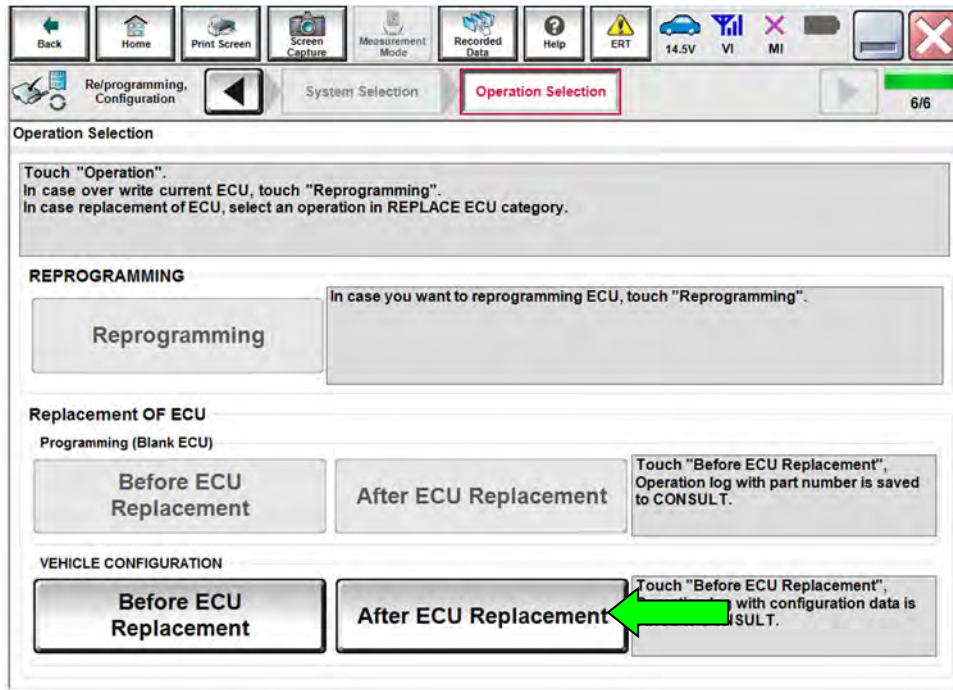 Back
Home
Print Screen
Screen
Capture
Measurement
Mode
Recorded
Data
Help
ERT
14.5V
VI
MI
Re/programming,
Configuration
System Selection
Operation Selection
6/6
Operation Selection
Touch "Operation".
In case over write current ECU, touch "Reprogramming".
In case replacement of ECU, select an operation in REPLACE ECU category.
REPROGRAMMING
Reprogramming
In case you want to reprogramming ECU, touch "Reprogramming".
Replacement OF ECU
Programming (Blank ECU)
Before ECU
Replacement
After ECU Replacement
Touch "Before ECU Replacement",
Operation log with part number is saved
to CONSULT.
VEHICLE CONFIGURATION
Before ECU
Replacement
After ECU Replacement
Touch "Before ECU Replacement",
with configuration data is